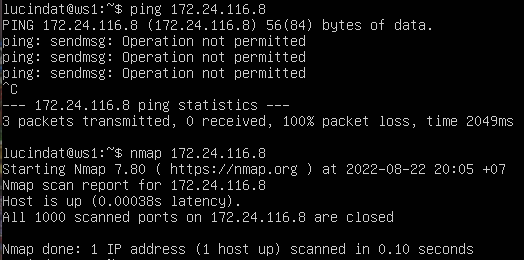 lucindat@ws1:~$ ping 172.24.116.8
PING 172.24.116.8 (172.24.116.8) 56(84) bytes of data.
ping: sendmsg: Operation not permitted
ping: sendmsg: Operation not permitted
ping: sendmsg: Operation not permitted
^C
--- 172.24.116.8 ping statistics ---
3 packets transmitted, 0 received, 100% packet loss, time 2049ms
lucindat@ws1:~$ nmap 172.24.116.8
Starting Nmap 7.80 ( https://nmap.org ) at 2022-08-22 20:05 +07
Nmap scan report for 172.24.116.8
Host is up (0.00038s latency).
All 1000 scanned ports on 172.24.116.8 are closed
Nmap done: 1 IP address (1 host up) scanned in 0.10 seconds